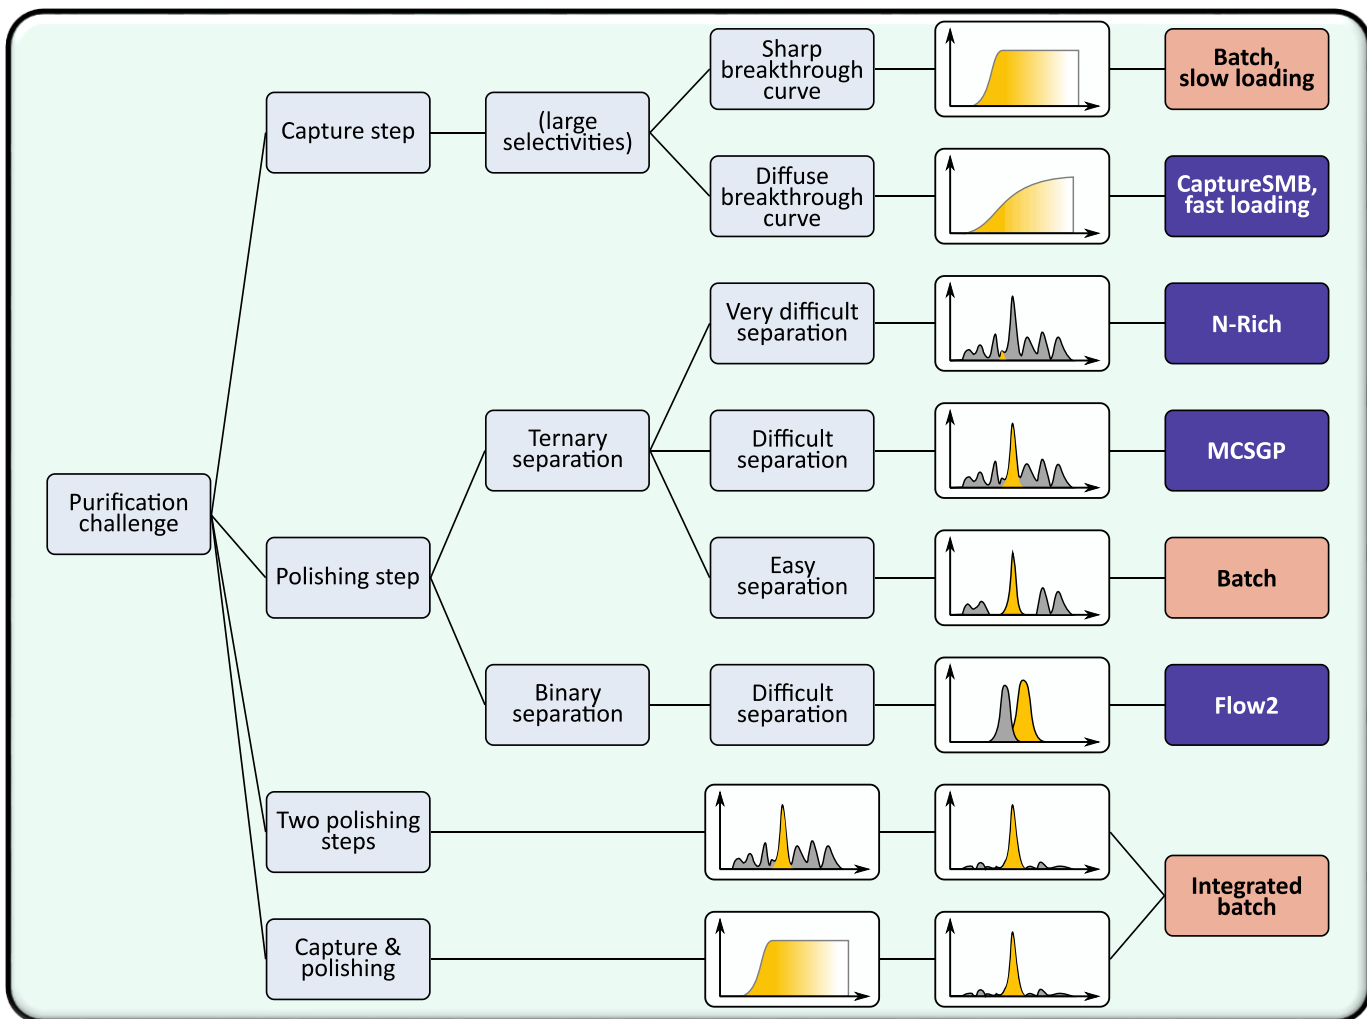 Sharp
breakthrough
curve
Batch,
slow loading
Capture step
(large
selectivities)
Diffuse
breakthrough
curve
CaptureSMB,
fast loading
Very difficult
separation
N-Rich
Ternary
separation
Difficult
separation
MCSGP
Purification
challenge
Polishing step
Easy
separation
Batch
Binary
separation
Difficult
separation
Flow2
Two polishing
steps
Integrated
batch
Capture &
polishing